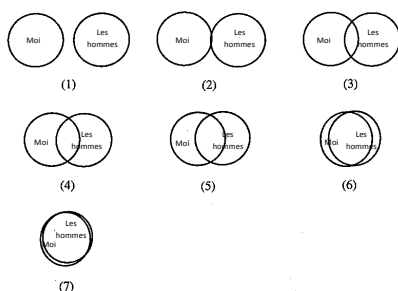 Moi
Les
hommes
(1)
Moi
Les
hommes
(2)
Moi
Les
hommes
(3)
Moi
Les
hommes
(4)
Moi
Les
hommes
(5)
Moi
Les
hommes
(6)
Les
hommes
Moi
(7)